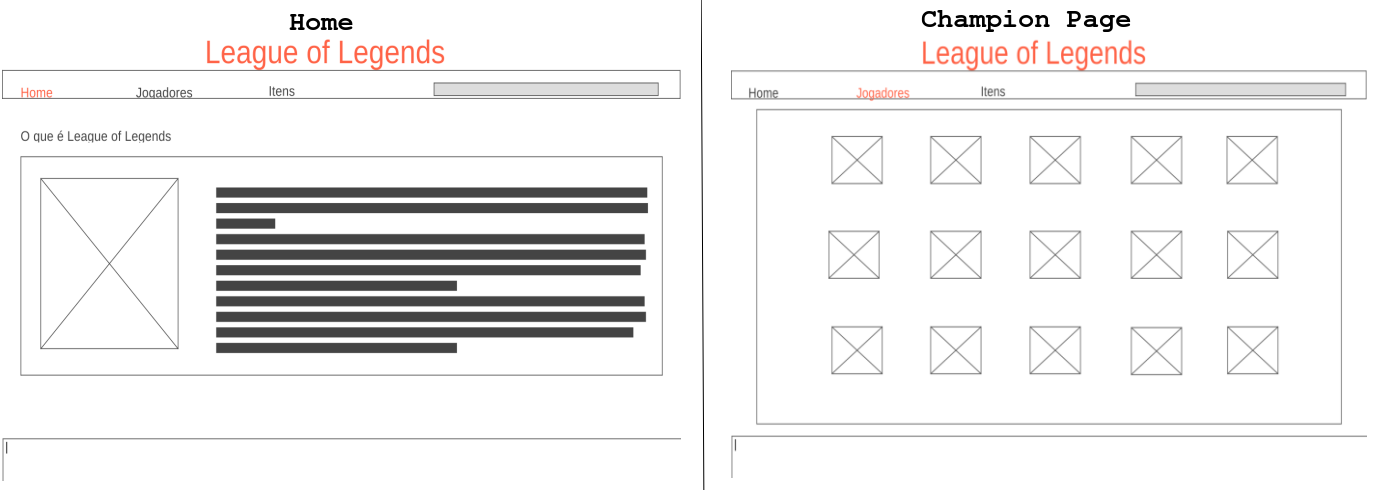 Home
League of Legends
Home Jogadores Itens
O que é League of Legends
Champion Page
League of Legends
Home Jogadores Itens